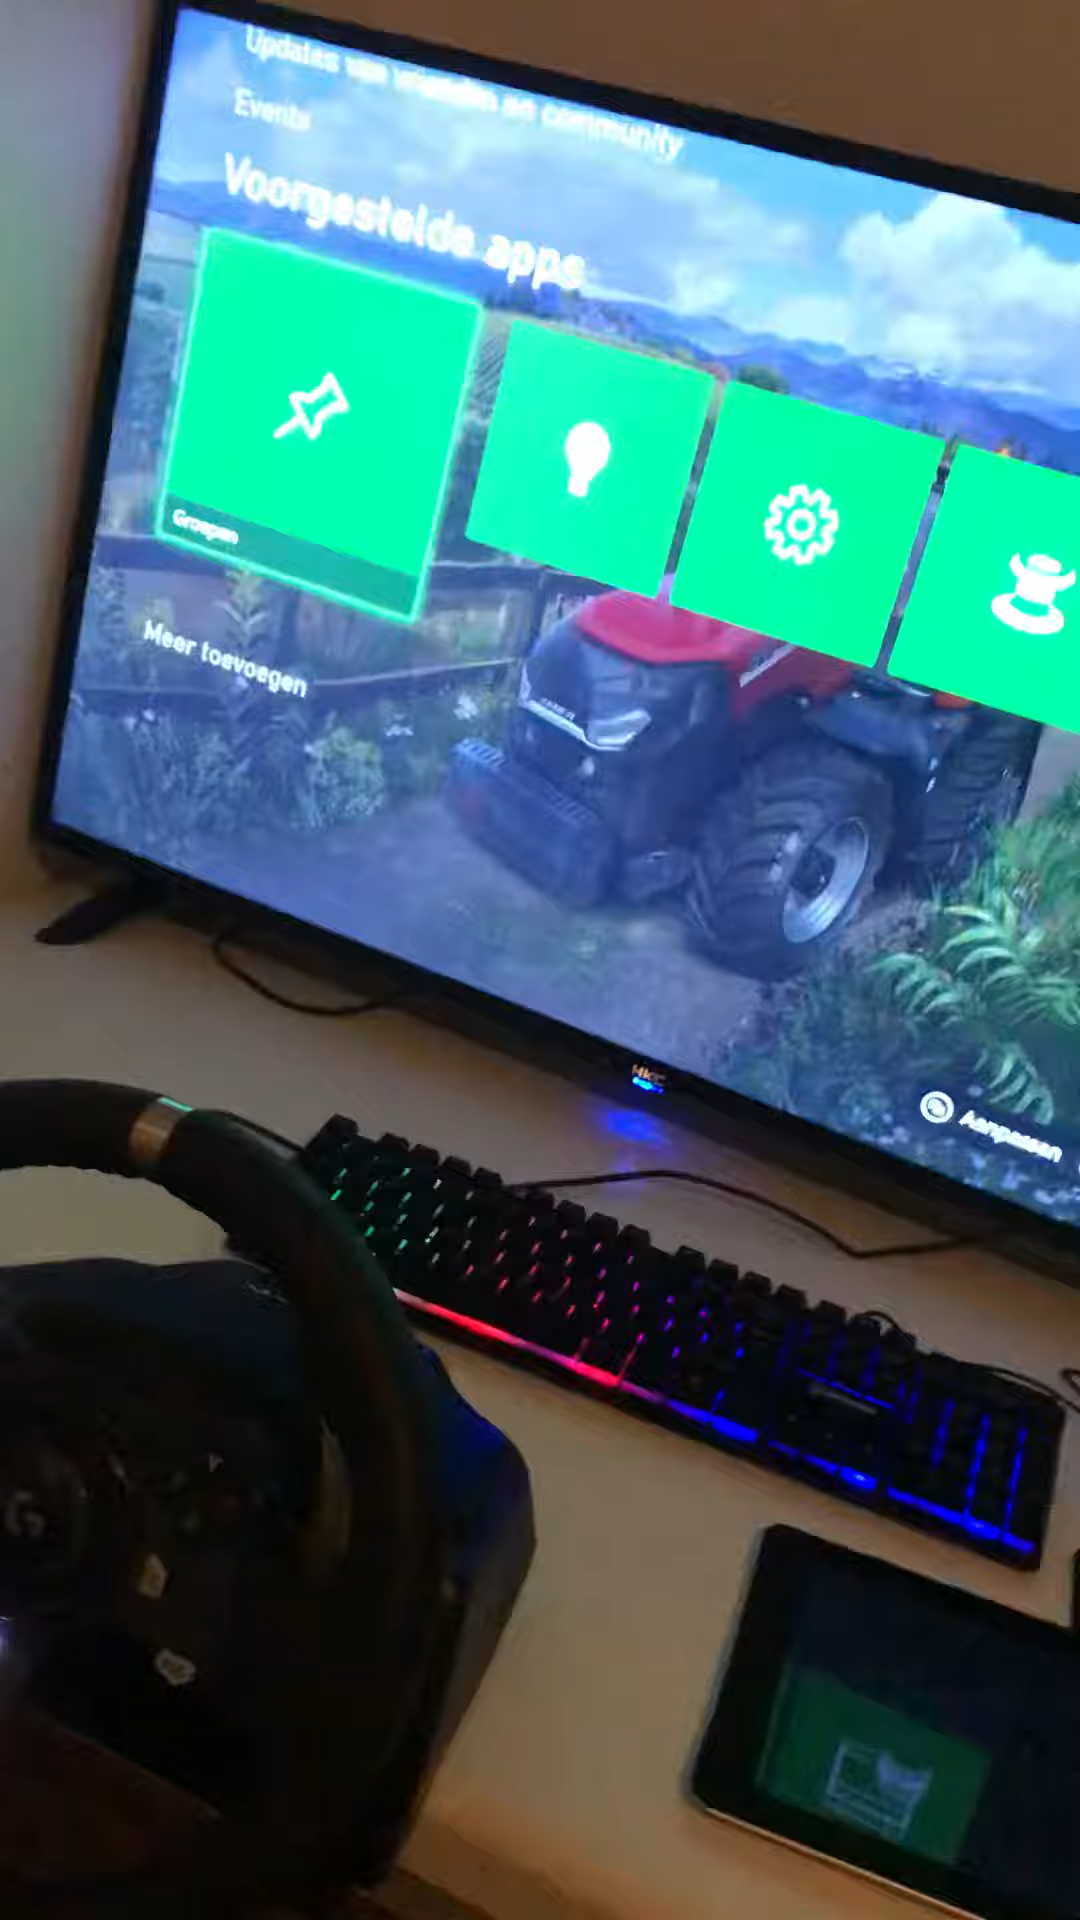 Updates van vrienden en community
Events
Voorgestelde apps
Groepen
Meer toevoegen
Aanpassen